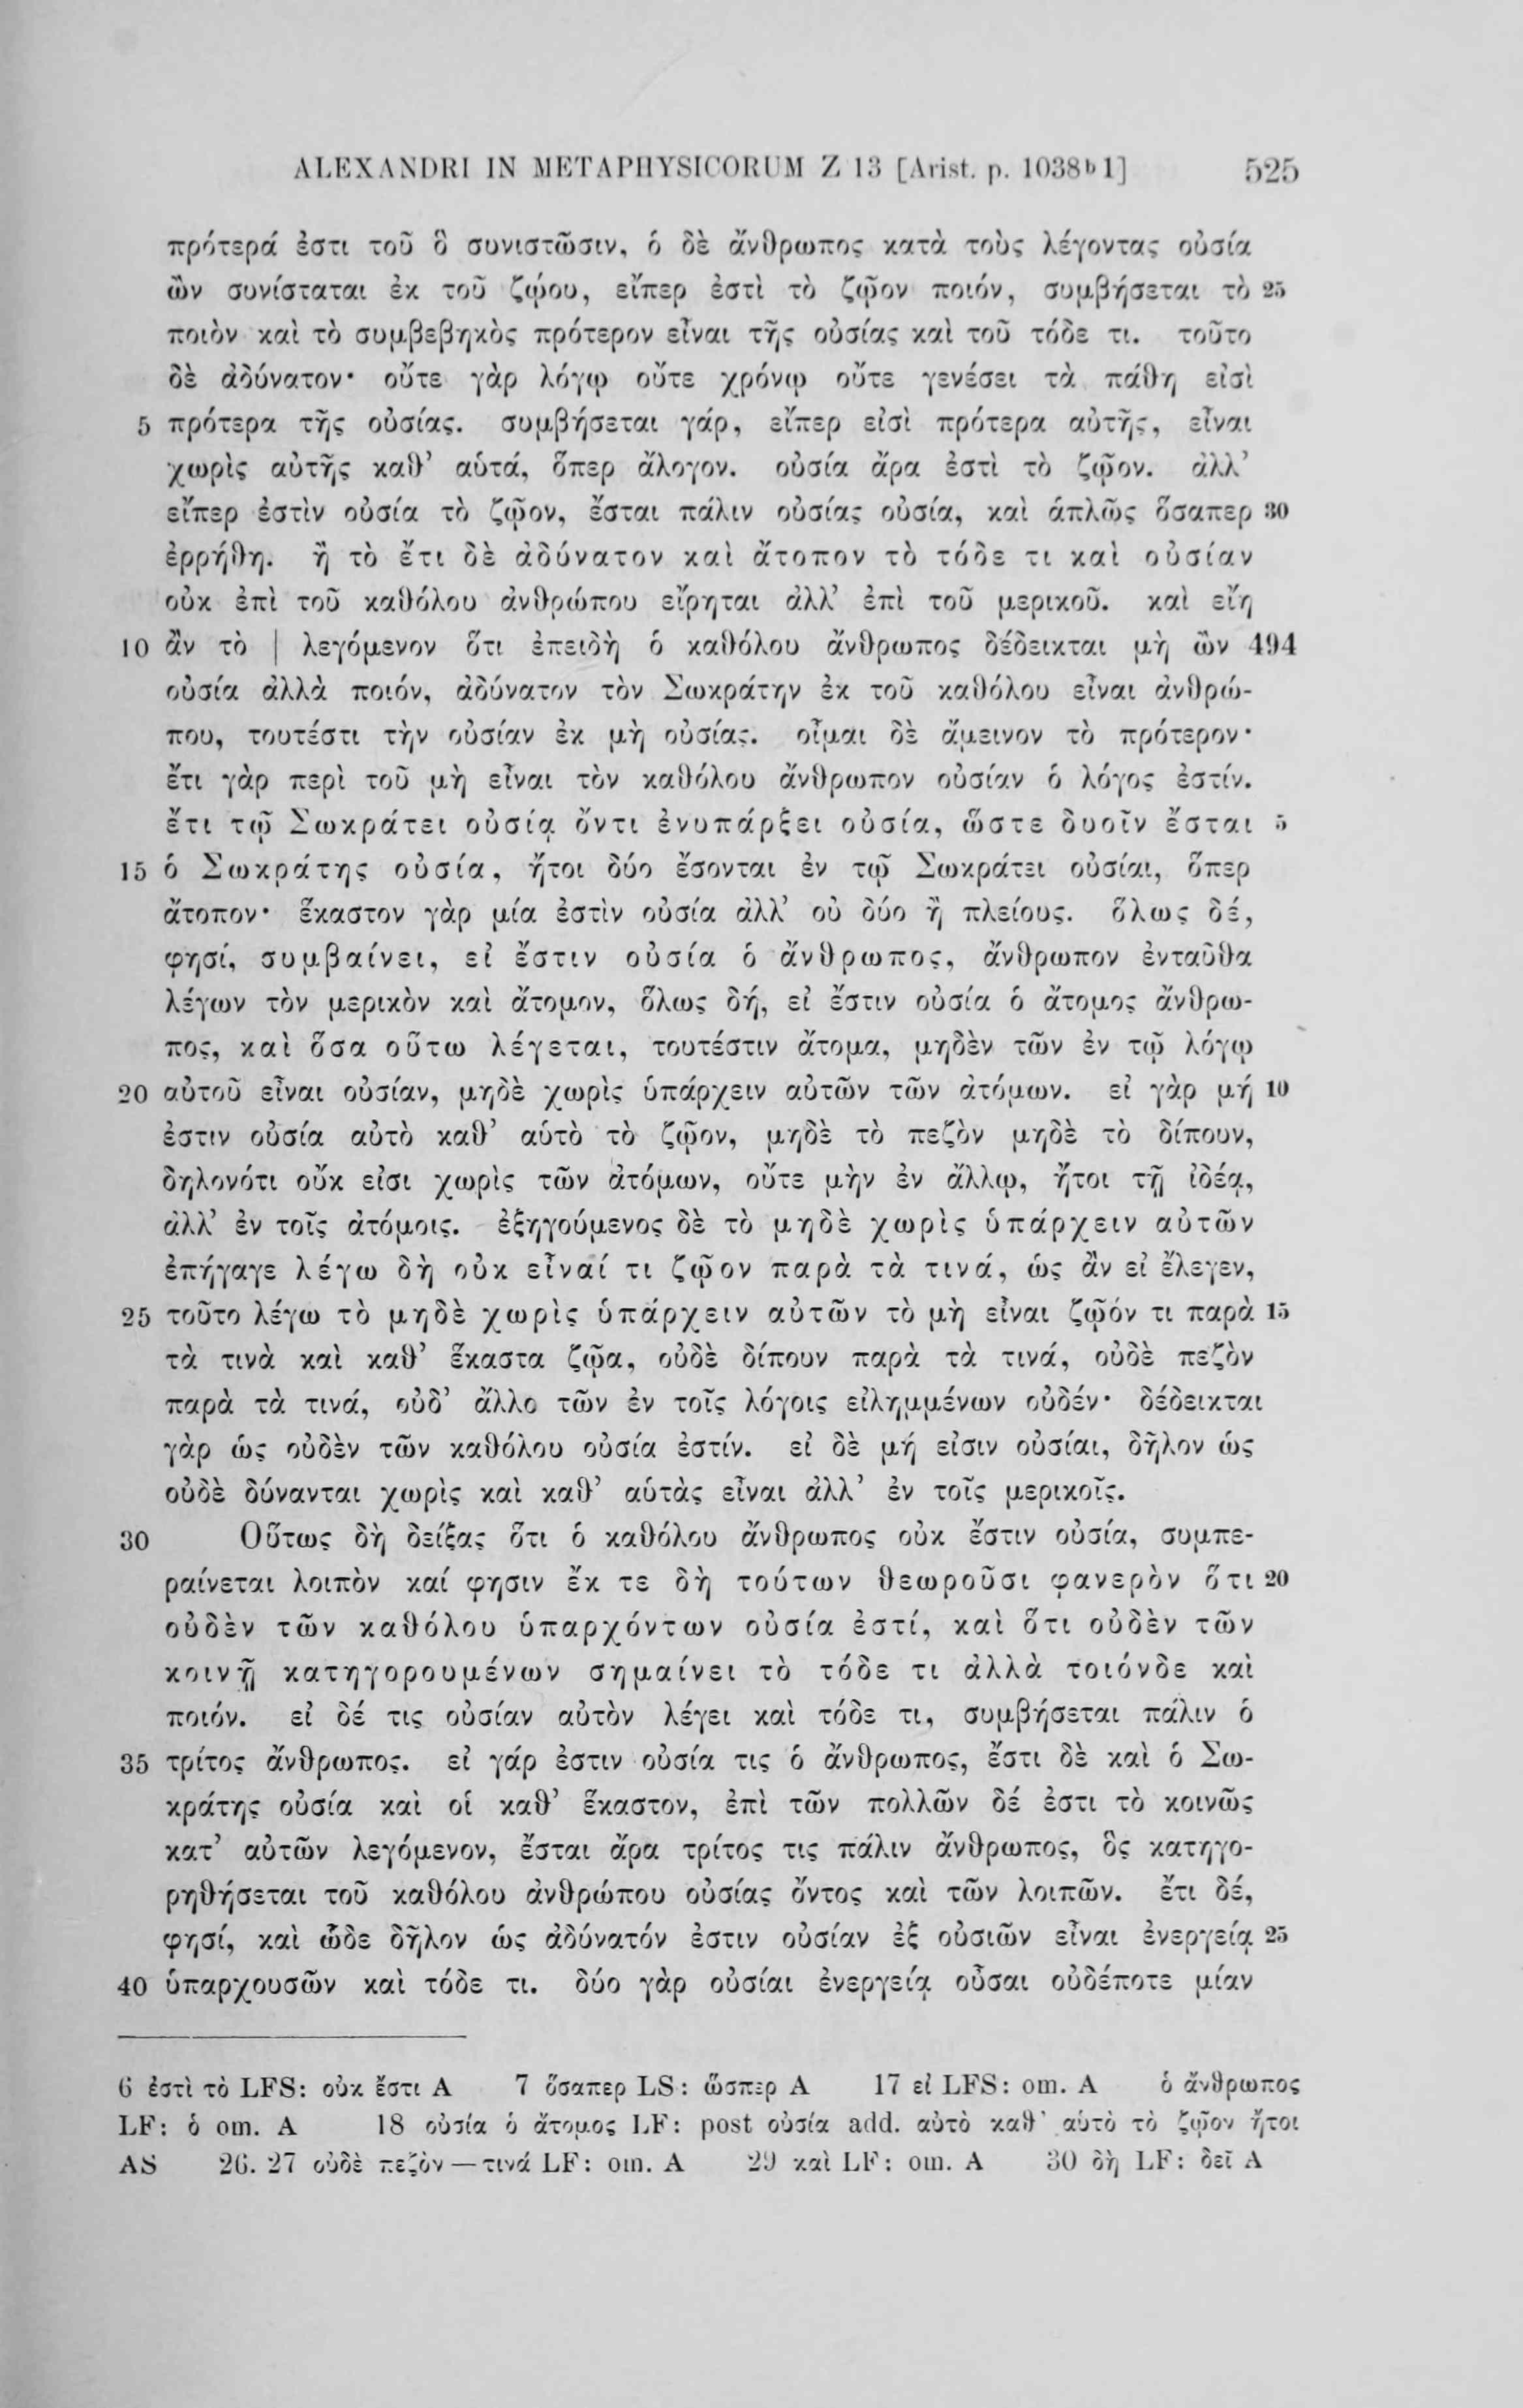 ALEXANDRI IN METAPHYSICORUM Z 13 [Arist. p. 1038ᵇ1] 525
πρότερά ἐστι τοῦ ὃ συνιστῶσιν, ὁ δὲ ἄνθρωπος κατὰ τοὺς λέγοντας οὐσία
ὢν συνίσταται ἐκ τοῦ ζῴου, εἴπερ ἐστὶ τὸ ζῷον ποιόν, συμβήσεται τὸ 25
ποιὸν καὶ τὸ συμβεβηκὸς πρότερον εἶναι τῆς οὐσίας καὶ τοῦ τόδε τι. τοῦτο
δὲ ἀδύνατον· οὔτε γὰρ λόγῳ οὔτε χρόνῳ οὔτε γενέσει τὰ πάθη εἰσὶ
5 πρότερα τῆς οὐσίας. συμβήσεται γάρ, εἴπερ εἰσὶ πρότερα αὐτῆς, εἶναι
χωρὶς αὐτῆς καθ’ αὑτά, ὅπερ ἄλογον. οὐσία ἄρα ἐστὶ τὸ ζῷον. ἀλλ’
εἴπερ ἐστὶν οὐσία τὸ ζῷον, ἔσται πάλιν οὐσίας οὐσία, καὶ ἁπλῶς ὅσαπερ 30
ἐρρήθη. ἢ τὸ ἔτι δὲ ἀδύνατον καὶ ἄτοπον τὸ τόδε τι καὶ οὐσίαν
οὐκ ἐπὶ τοῦ καθόλου ἀνθρώπου εἴρηται ἀλλ’ ἐπὶ τοῦ μερικοῦ. καὶ εἴη
10 ἂν τὸ | λεγόμενον ὅτι ἐπειδὴ ὁ καθόλου ἄνθρωπος δέδεικται μὴ ὢν 494
οὐσία ἀλλὰ ποιόν, ἀδύνατον τὸν Σωκράτην ἐκ τοῦ καθόλου εἶναι ἀνθρώ-
που, τουτέστι τὴν οὐσίαν ἐκ μὴ οὐσίας. οἶμαι δὲ ἄμεινον τὸ πρότερον·
ἔτι γὰρ περὶ τοῦ μὴ εἶναι τὸν καθόλου ἄνθρωπον οὐσίαν ὁ λόγος ἐστίν.
ἔτι τῷ Σωκράτει οὐσίᾳ ὄντι ἐνυπάρξει οὐσία, ὥστε δυοῖν ἔσται 5
15 ὁ Σωκράτης οὐσία, ἤτοι δύο ἔσονται ἐν τῷ Σωκράτει οὐσίαι, ὅπερ
ἄτοπον· ἕκαστον γὰρ μία ἐστὶν οὐσία ἀλλ’ οὐ δύο ἢ πλείους. ὅλως δέ,
φησί, συμβαίνει, εἰ ἔστιν οὐσία ὁ ἄνθρωπος, ἄνθρωπον ἐνταῦθα
λέγων τὸν μερικὸν καὶ ἄτομον, ὅλως δή, εἰ ἔστιν οὐσία ὁ ἄτομος ἄνθρω-
πος, καὶ ὅσα οὕτω λέγεται, τουτέστιν ἄτομα, μηδὲν τῶν ἐν τῷ λόγῳ
20 αὐτοῦ εἶναι οὐσίαν, μηδὲ χωρὶς ὑπάρχειν αὐτῶν τῶν ἀτόμων. εἰ γὰρ μή 10
ἐστιν οὐσία αὐτὸ καθ’ αὑτὸ τὸ ζῷον, μηδὲ τὸ πεζὸν μηδὲ τὸ δίπουν,
δηλονότι οὔκ εἰσι χωρὶς τῶν ἀτόμων, οὔτε μὴν ἐν ἄλλῳ, ἤτοι τῇ ἰδέᾳ,
ἀλλ’ ἐν τοῖς ἀτόμοις. ἐξηγούμενος δὲ τὸ μηδὲ χωρὶς ὑπάρχειν αὐτῶν
ἐπήγαγε λέγω δὴ οὐκ εἶναί τι ζῷον παρὰ τὰ τινά, ὡς ἂν εἰ ἔλεγεν,
25 τοῦτο λέγω τὸ μηδὲ χωρὶς ὑπάρχειν αὐτῶν τὸ μὴ εἶναι ζῷόν τι παρὰ 15
τὰ τινὰ καὶ καθ’ ἕκαστα ζῷα, οὐδὲ δίπουν παρὰ τὰ τινά, οὐδὲ πεζὸν
παρὰ τὰ τινά, οὐδ’ ἄλλο τῶν ἐν τοῖς λόγοις εἰλημμένων οὐδέν· δέδεικται
γὰρ ὡς οὐδὲν τῶν καθόλου οὐσία ἐστίν. εἰ δὲ μή εἰσιν οὐσίαι, δῆλον ὡς
οὐδὲ δύνανται χωρὶς καὶ καθ’ αὑτὰς εἶναι ἀλλ’ ἐν τοῖς μερικοῖς.
30 Οὕτως δὴ δείξας ὅτι ὁ καθόλου ἄνθρωπος οὐκ ἔστιν οὐσία, συμπε-
ραίνεται λοιπὸν καί φησιν ἔκ τε δὴ τούτων θεωροῦσι φανερὸν ὅτι 20
οὐδὲν τῶν καθόλου ὑπαρχόντων οὐσία ἐστί, καὶ ὅτι οὐδὲν τῶν
κοινῇ κατηγορουμένων σημαίνει τὸ τόδε τι ἀλλὰ τοιόνδε καὶ
ποιόν. εἰ δέ τις οὐσίαν αὐτὸν λέγει καὶ τόδε τι, συμβήσεται πάλιν ὁ
35 τρίτος ἄνθρωπος. εἰ γάρ ἐστιν οὐσία τις ὁ ἄνθρωπος, ἔστι δὲ καὶ ὁ Σω-
κράτης οὐσία καὶ οἱ καθ’ ἕκαστον, ἐπὶ τῶν πολλῶν δέ ἐστι τὸ κοινῶς
κατ’ αὐτῶν λεγόμενον, ἔσται ἄρα τρίτος τις πάλιν ἄνθρωπος, ὃς κατηγο-
ρηθήσεται τοῦ καθόλου ἀνθρώπου οὐσίας ὄντος καὶ τῶν λοιπῶν. ἔτι δέ,
φησί, καὶ ὧδε δῆλον ὡς ἀδύνατόν ἐστιν οὐσίαν ἐξ οὐσιῶν εἶναι ἐνεργείᾳ 25
40 ὑπαρχουσῶν καὶ τόδε τι. δύο γὰρ οὐσίαι ἐνεργείᾳ οὖσαι οὐδέποτε μίαν
6 ἐστὶ τὸ LFS: οὐκ ἔστι A 7 ὅσαπερ LS: ὥσπερ A 17 εἰ LFS: om. A ὁ ἄνθρωπος
LF: ὁ om. A 18 οὐσία ὁ ἄτομος LF: post οὐσία add. αὐτὸ καθ’ αὑτὸ τὸ ζῷον ἤτοι
AS 26. 27 οὐδὲ πεζὸν — τινά LF: om. A 29 καὶ LF: om. A 30 δὴ LF: δεῖ A